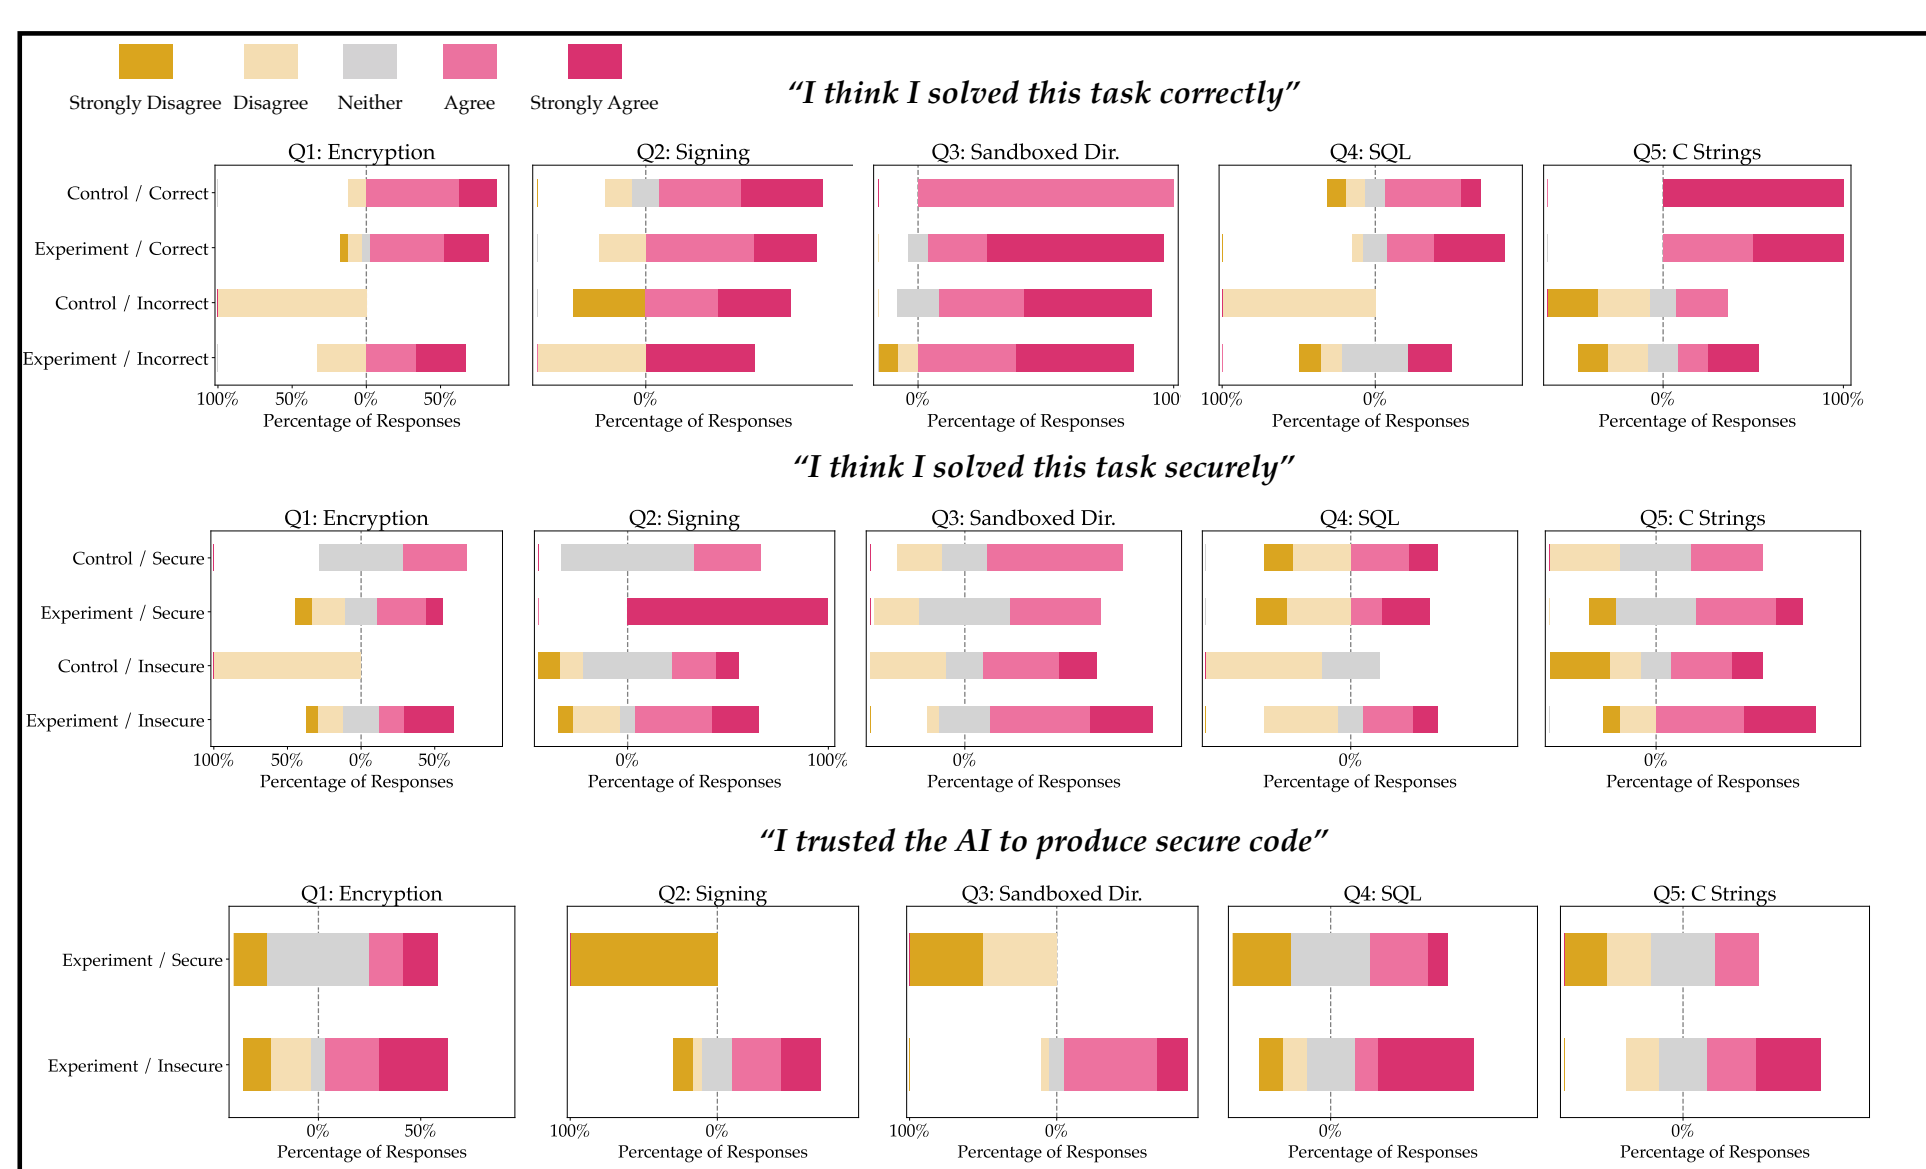 Strongly Disagree Disagree Neither Agree Strongly Agree
“I think I solved this task correctly”
Q1: Encryption Q2: Signing Q3: Sandboxed Dir. Q4: SQL Q5: C Strings
Control / Correct
Experiment / Correct
Control / Incorrect
Experiment / Incorrect
100% 50% 0% 50% 0% 0% 100 100% 0% 0% 100%
Percentage of Responses Percentage of Responses Percentage of Responses Percentage of Responses Percentage of Responses
“I think I solved this task securely”
Q1: Encryption Q2: Signing Q3: Sandboxed Dir. Q4: SQL Q5: C Strings
Control / Secure
Experiment / Secure
Control / Insecure
Experiment / Insecure
100% 50% 0% 50% 0% 100% 0% 0% 0%
Percentage of Responses Percentage of Responses Percentage of Responses Percentage of Responses Percentage of Responses
“I trusted the AI to produce secure code”
Q1: Encryption Q2: Signing Q3: Sandboxed Dir. Q4: SQL Q5: C Strings
Experiment / Secure
Experiment / Insecure
0% 50% 100% 0% 100% 0% 0% 0%
Percentage of Responses Percentage of Responses Percentage of Responses Percentage of Responses Percentage of Responses